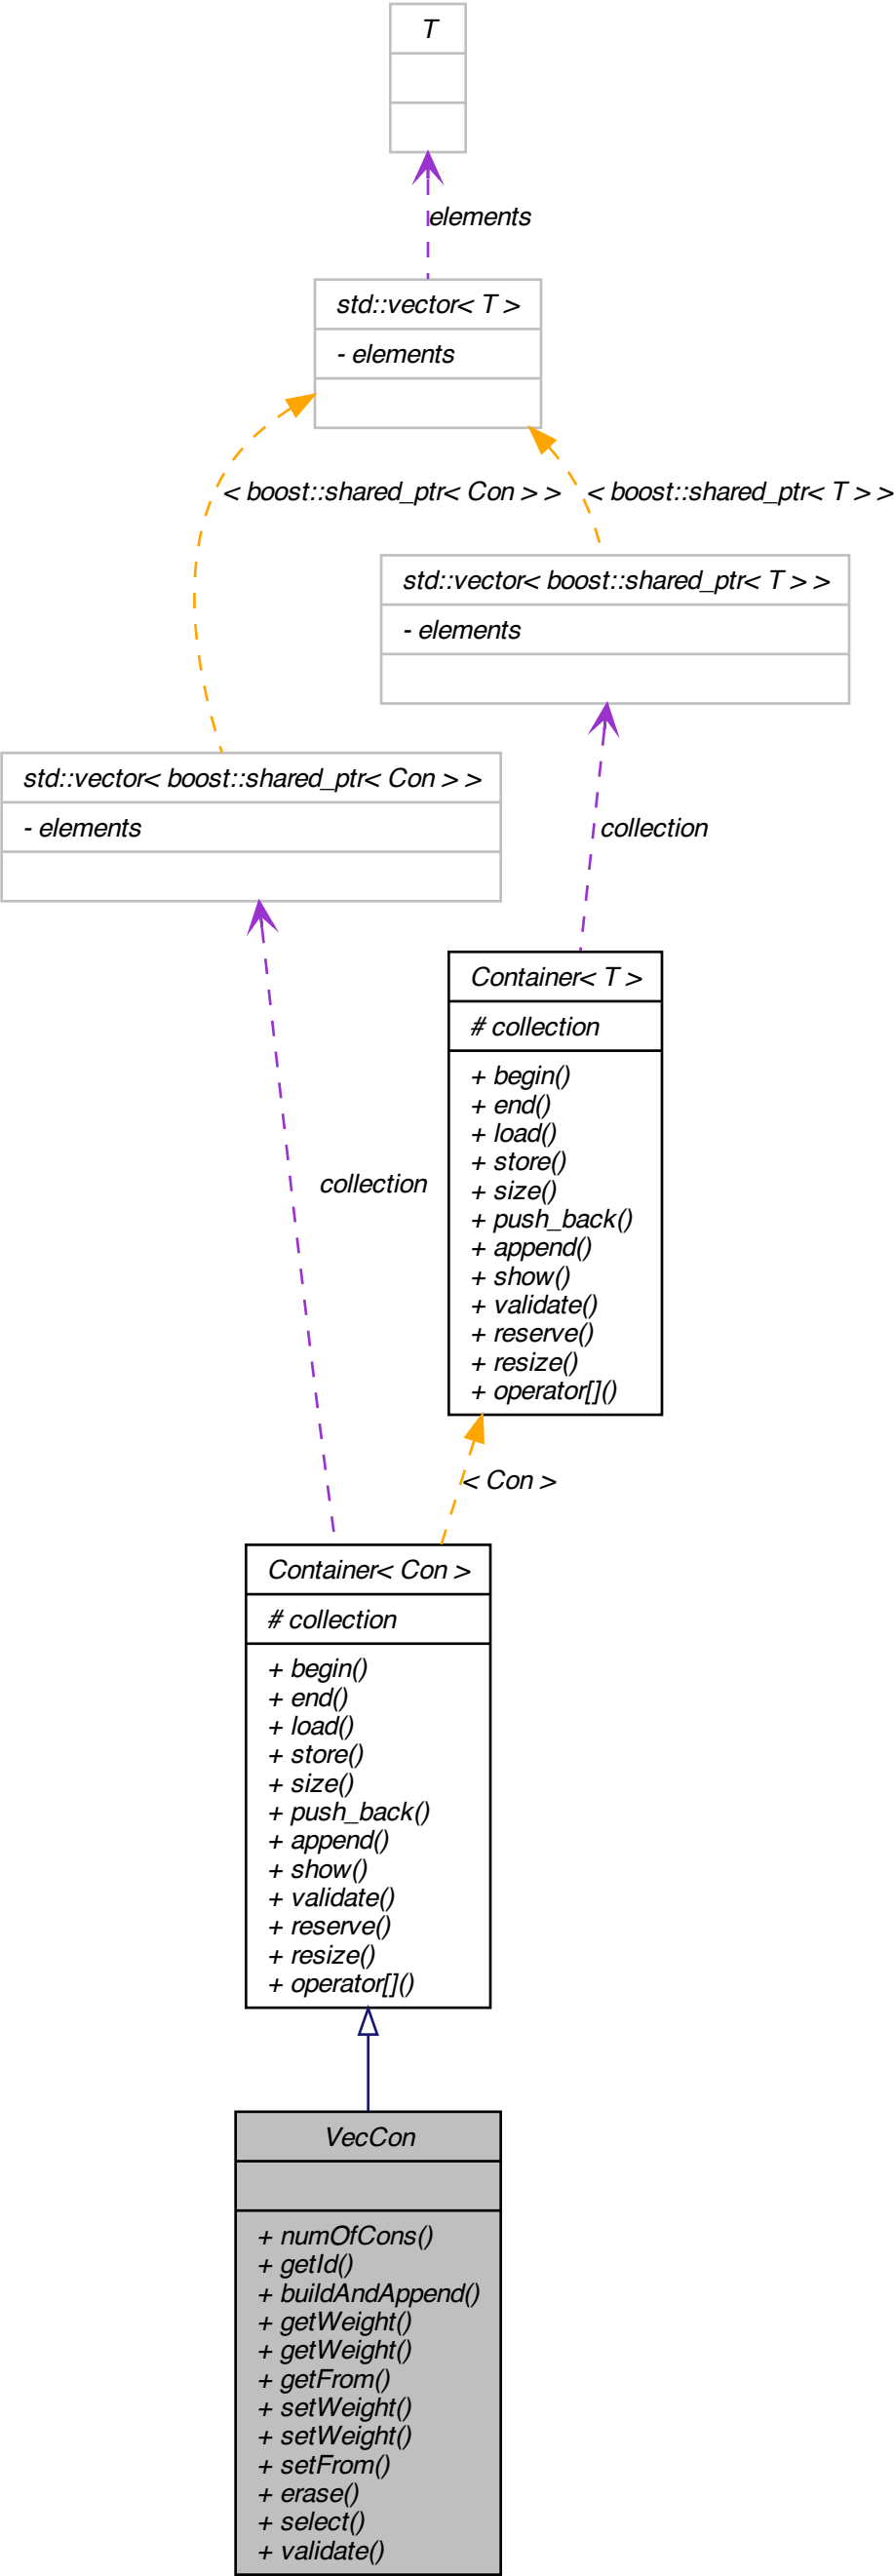 T
elements
std::vector< T >
- elements
< boost::shared_ptr< Con > >
< boost::shared_ptr< T > >
std::vector< boost::shared_ptr< T > >
- elements
std::vector< boost::shared_ptr< Con > >
- elements
collection
Container< T >
# collection
+ begin()
+ end()
+ load()
+ store()
+ size()
+ push_back()
+ append()
+ show()
+ validate()
+ reserve()
+ resize()
+ operator[]()
collection
< Con >
Container< Con >
# collection
+ begin()
+ end()
+ load()
+ store()
+ size()
+ push_back()
+ append()
+ show()
+ validate()
+ reserve()
+ resize()
+ operator[]()
VecCon
+ numOfCons()
+ getId()
+ buildAndAppend()
+ getWeight()
+ getWeight()
+ getFrom()
+ setWeight()
+ setWeight()
+ setFrom()
+ erase()
+ select()
+ validate()